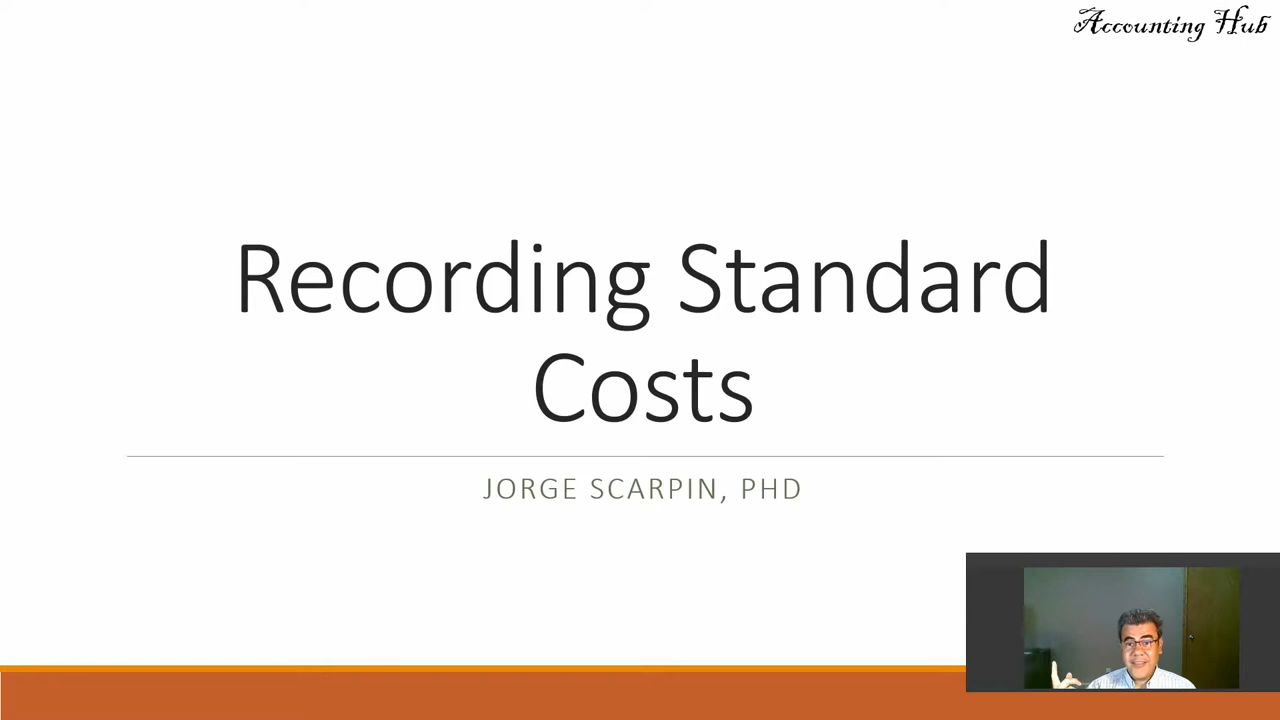 Accounting Hub
Recording Standard
Costs
JORGE SCARPIN, PHD